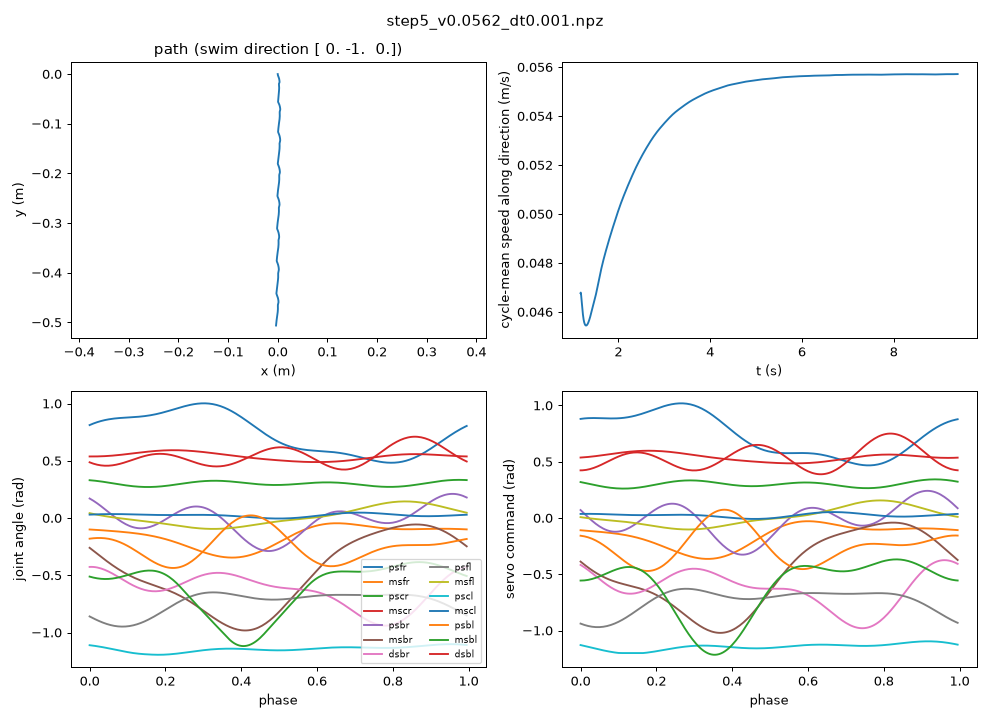 step5_v0.0562_dt0.001.npz
path (swim direction [ 0. -1.  0.])
0.0
−0.1
−0.2
−0.3
−0.4
−0.5
y (m)
−0.4 −0.3 −0.2 −0.1 0.0 0.1 0.2 0.3 0.4
x (m)
0.056
0.054
0.052
0.050
0.048
0.046
cycle-mean speed along direction (m/s)
2 4 6 8
t (s)
1.0
0.5
0.0
−0.5
−1.0
joint angle (rad)
psfr psfl
msfr msfl
pscr pscl
mscr mscl
psbr psbl
msbr msbl
dsbr dsbl
0.0 0.2 0.4 0.6 0.8 1.0
phase
1.0
0.5
0.0
−0.5
−1.0
servo command (rad)
0.0 0.2 0.4 0.6 0.8 1.0
phase